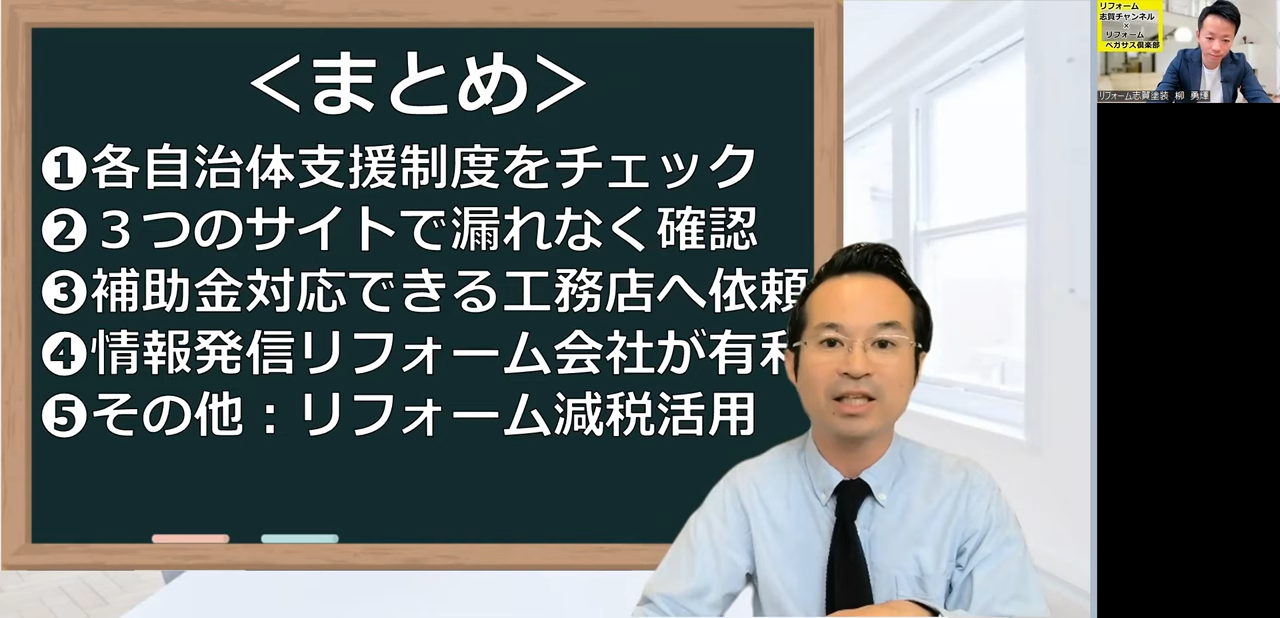 ＜まとめ＞
❶各自治体支援制度をチェック
❷３つのサイトで漏れなく確認
❸補助金対応できる工務店へ依頼
❹情報発信リフォーム会社が有利
❺その他：リフォーム減税活用
リフォーム
志賀チャンネル
×
リフォーム
ペガサス倶楽部
リフォーム志賀塗装 柳 勇輝